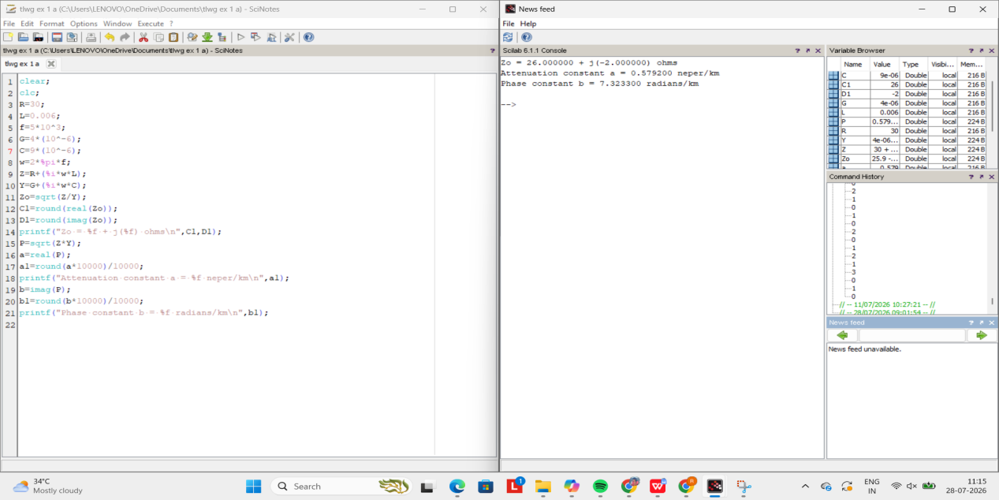 tlwg ex 1 a (C:\Users\LENOVO\OneDrive\Documents\tlwg ex 1 a) - SciNotes
File Edit Format Options Window Execute ?
tlwg ex 1 a (C:\Users\LENOVO\OneDrive\Documents\tlwg ex 1 a) - SciNotes
tlwg ex 1 a
1 clear;
2 clc;
3 R=30;
4 L=0.006;
5 f=5*10^3;
6 G=4*(10^-6);
7 C=9*(10^-6);
8 w=2*%pi*f;
9 Z=R+(%i*w*L);
10 Y=G+(%i*w*C);
11 Zo=sqrt(Z/Y);
12 C1=round(real(Zo));
13 D1=round(imag(Zo));
14 printf("Zo = %f + j(%f) ohms\n",C1,D1);
15 P=sqrt(Z*Y);
16 a=real(P);
17 a1=round(a*10000)/10000;
18 printf("Attenuation constant a = %f neper/km\n",a1);
19 b=imag(P);
20 b1=round(b*10000)/10000;
21 printf("Phase constant b = %f radians/km\n",b1);
22
News feed
File Help
Scilab 6.1.1 Console
Zo = 26.000000 + j(-2.000000) ohms
Attenuation constant a = 0.579200 neper/km
Phase constant b = 7.323300 radians/km
-->
Variable Browser
Name Value Type Visibi... Mem...
C 9e-06 Double local 216 B
C1 26 Double local 216 B
D1 -2 Double local 216 B
G 4e-06 Double local 216 B
L 0.006 Double local 216 B
P 0.579... Double local 224 B
R 30 Double local 216 B
Y 4e-06... Double local 224 B
Z 30 + ... Double local 224 B
Zo 25.9 -... Double local 224 B
a 0.579 Double local 216 B
Command History
0
2
1
0
1
0
2
0
1
2
1
3
0
1
0
// -- 11/07/2026 10:27:21 -- //
// -- 28/07/2026 09:01:54 -- //
News feed
News feed unavailable.
34°C
Mostly cloudy
Search
1
ENG
IN
11:15
28-07-2026